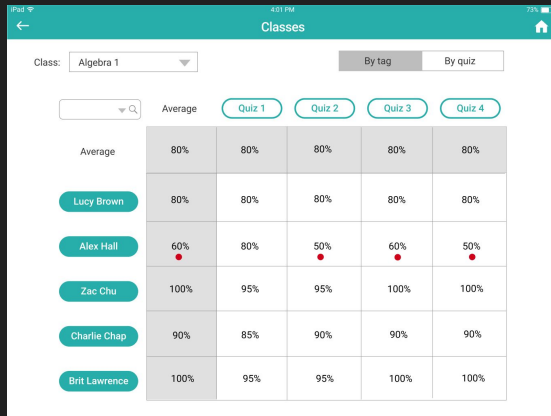 iPad 4:01 PM 73%
Classes
Class: Algebra 1 By tag By quiz
Average Quiz 1 Quiz 2 Quiz 3 Quiz 4
Average 80% 80% 80% 80% 80%
Lucy Brown 80% 80% 80% 80% 80%
Alex Hall 60% 80% 50% 60% 50%
Zac Chu 100% 95% 95% 100% 100%
Charlie Chap 90% 85% 90% 90% 90%
Brit Lawrence 100% 95% 95% 100% 100%